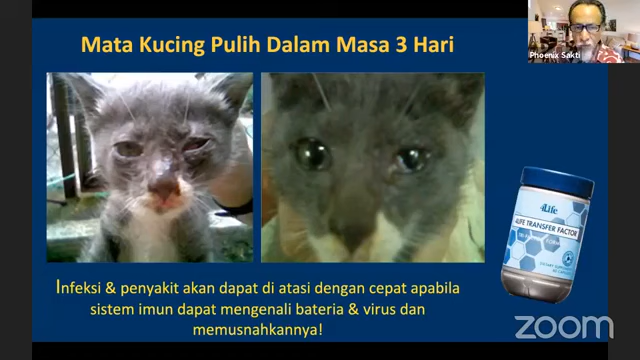 Mata Kucing Pulih Dalam Masa 3 Hari
Phoenix Sakti
4Life
4LIFE TRANSFER FACTOR
Infeksi & penyakit akan dapat di atasi dengan cepat apabila
sistem imun dapat mengenali bateria & virus dan
memusnahkannya!
zoom